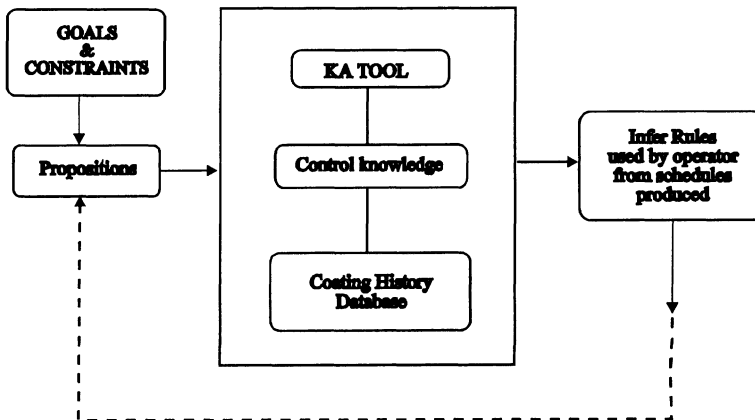 GOALS
&
CONSTRAINTS
Propositions
KA TOOL
Control knowledge
Coating History
Database
Infer Rules
used by operator
from schedules
produced